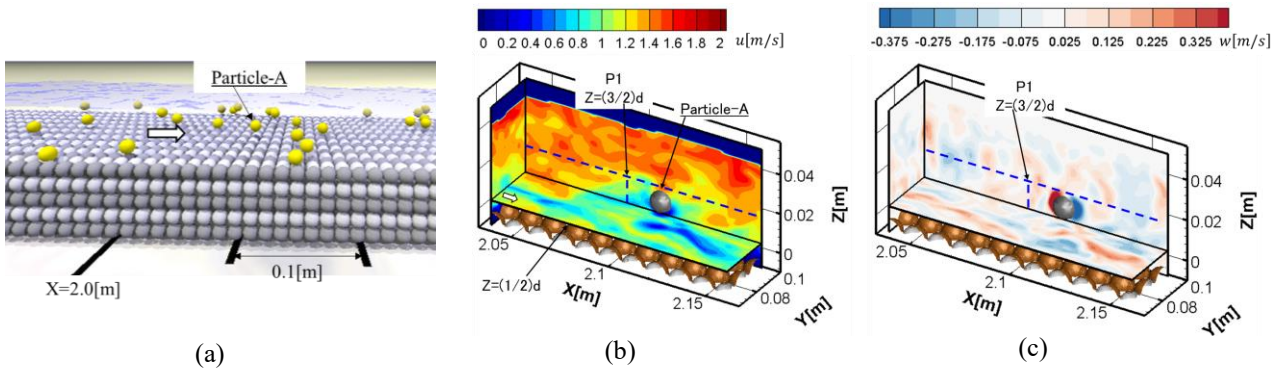 Particle-A
0.1[m]
X=2.0[m]
(a)
0 0.2 0.4 0.6 0.8 1 1.2 1.4 1.6 1.8 2 u[m/s]
P1
Z=(3/2)d
Particle-A
0.04
0.02
0
Z[m]
0.1
0.08
Y[m]
2.05
2.1
2.15
X[m]
Z=(1/2)d
(b)
-0.375 -0.275 -0.175 -0.075 0.025 0.125 0.225 0.325 w[m/s]
P1
Z=(3/2)d
0.04
0.02
0
Z[m]
0.1
0.08
Y[m]
2.05
2.1
2.15
X[m]
(c)